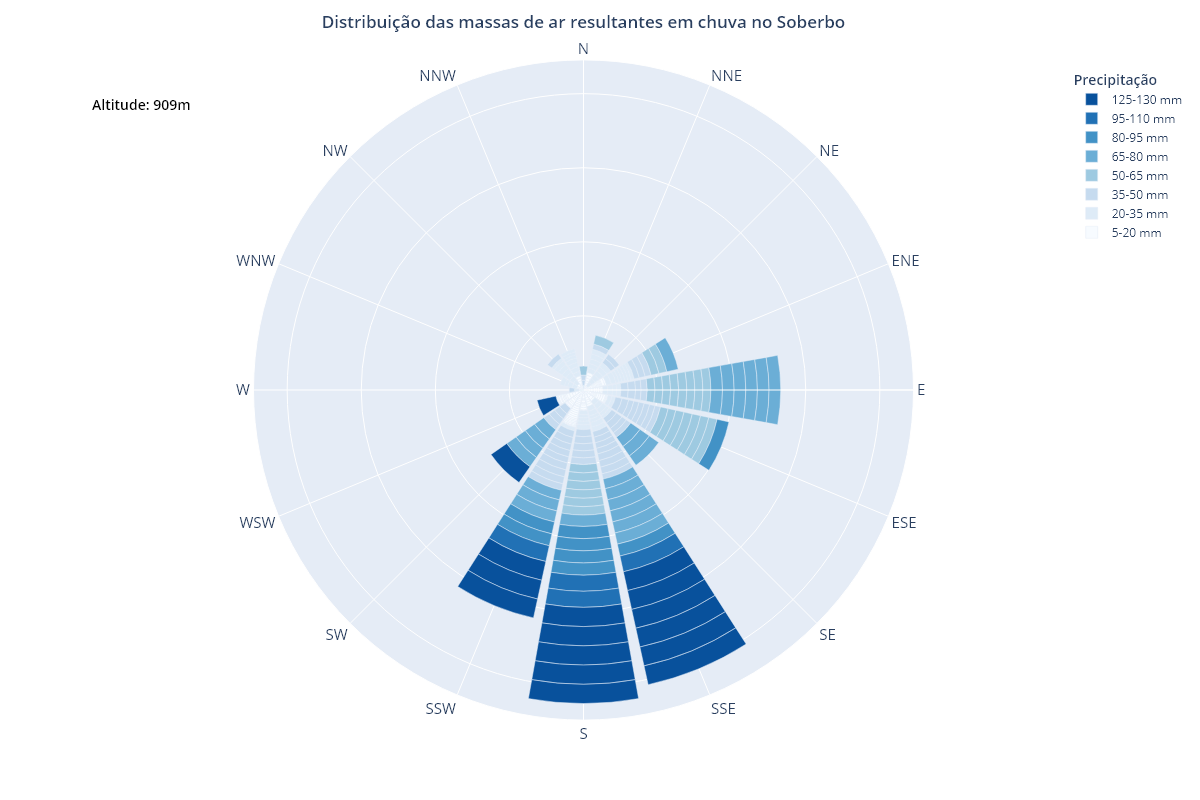 Distribuição das massas de ar resultantes em chuva no Soberbo
N
NNW
NNE
Precipitação
Altitude: 909m
125-130 mm
95-110 mm
80-95 mm
65-80 mm
50-65 mm
35-50 mm
20-35 mm
5-20 mm
NW
NE
WNW
ENE
W
E
WSW
ESE
SW
SE
SSW
SSE
S